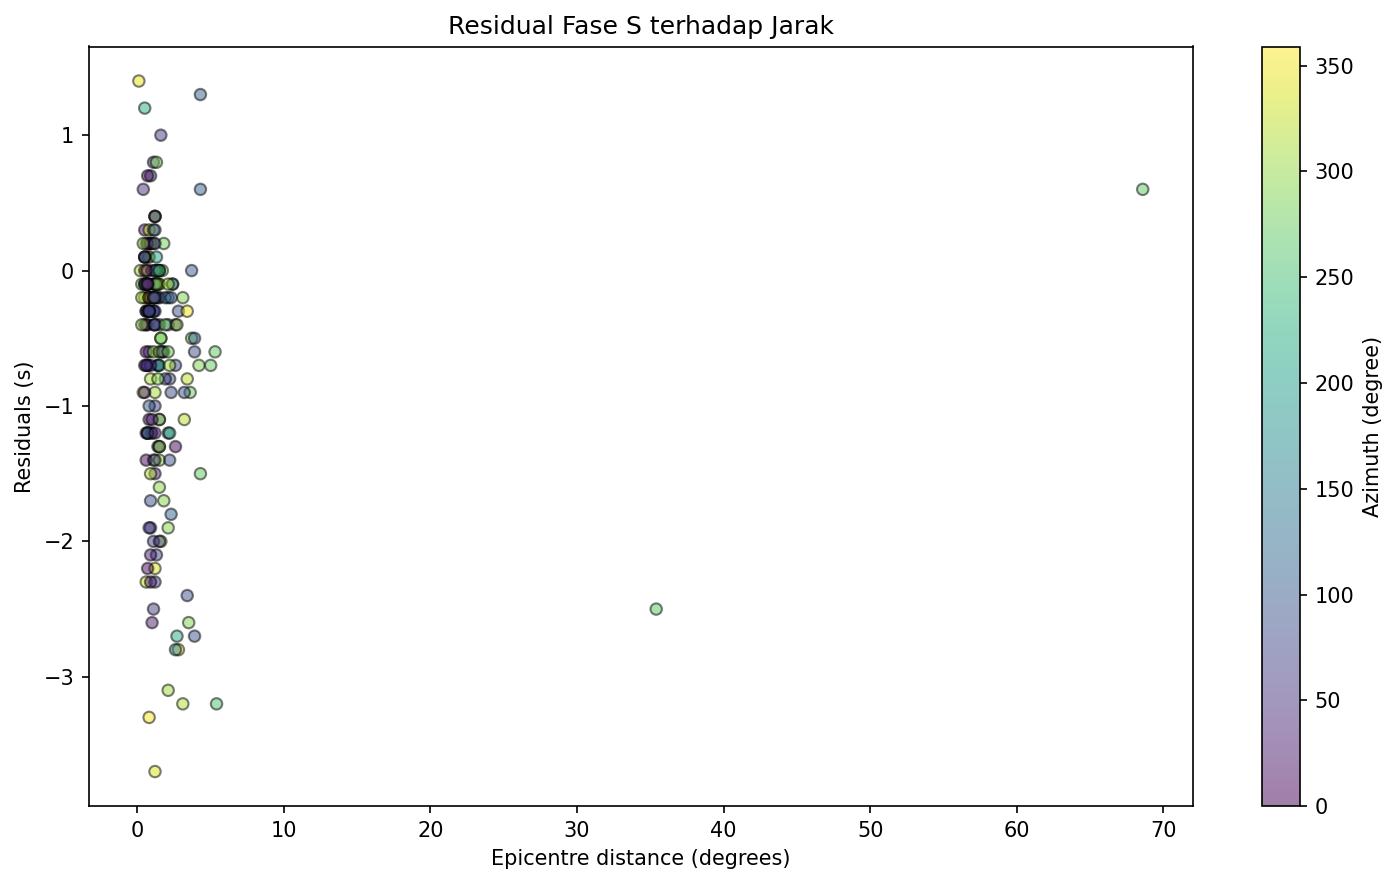 Residual Fase S terhadap Jarak
Residuals (s)
1
0
−1
−2
−3
0 10 20 30 40 50 60 70
Epicentre distance (degrees)
350
300
250
200
150
100
50
0
Azimuth (degree)